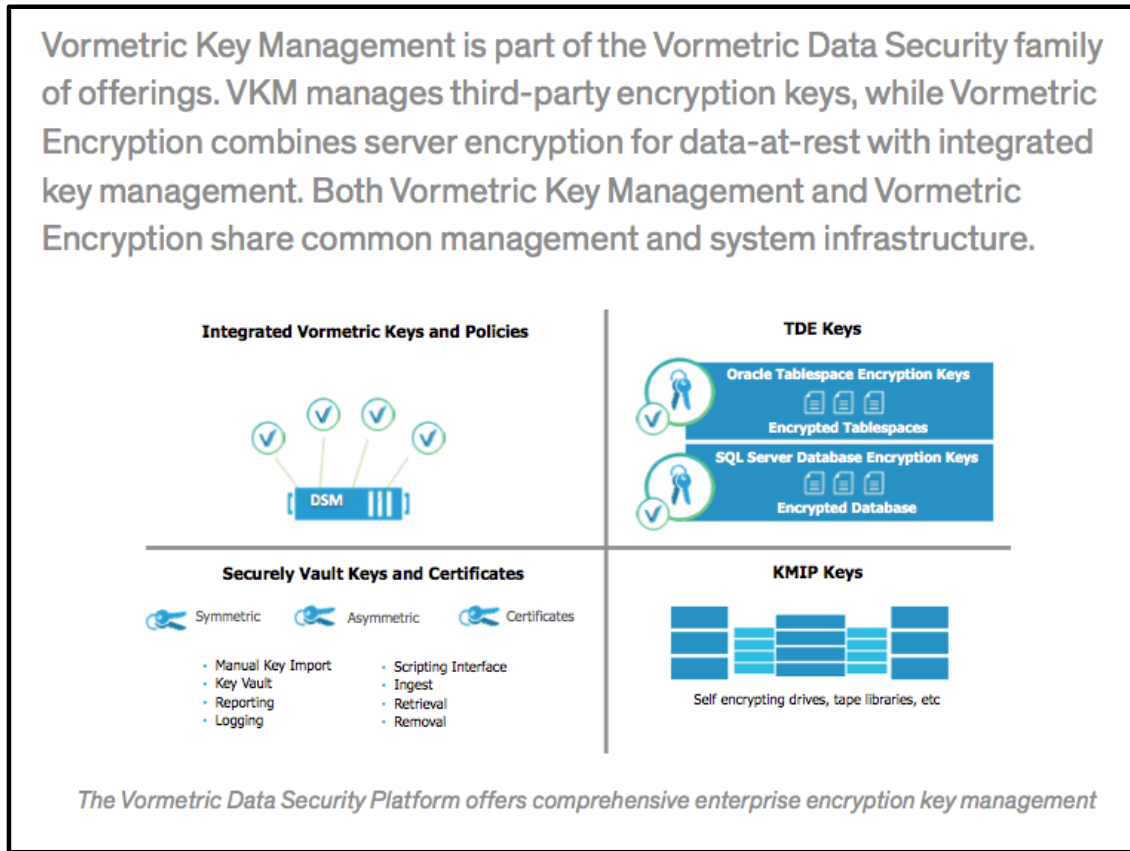 Vormetric Key Management is part of the Vormetric Data Security family
of offerings. VKM manages third-party encryption keys, while Vormetric
Encryption combines server encryption for data-at-rest with integrated
key management. Both Vormetric Key Management and Vormetric
Encryption share common management and system infrastructure.
Integrated Vormetric Keys and Policies
DSM
TDE Keys
Oracle Tablespace Encryption Keys
Encrypted Tablespaces
SQL Server Database Encryption Keys
Encrypted Database
Securely Vault Keys and Certificates
Symmetric
Asymmetric
Certificates
• Manual Key Import
• Key Vault
• Reporting
• Logging
• Scripting Interface
• Ingest
• Retrieval
• Removal
KMIP Keys
Self encrypting drives, tape libraries, etc
The Vormetric Data Security Platform offers comprehensive enterprise encryption key management